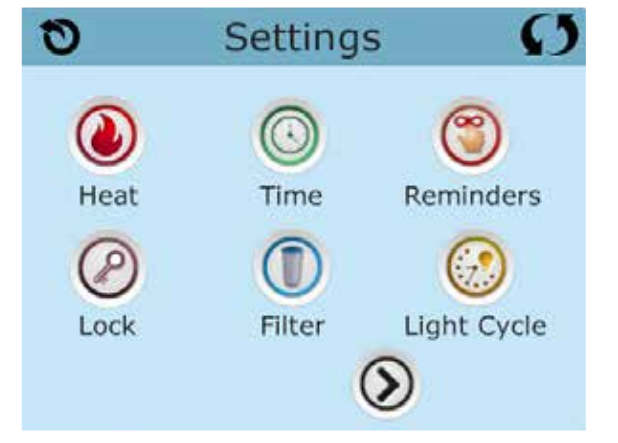 Settings
Heat
Time
Reminders
Lock
Filter
Light Cycle